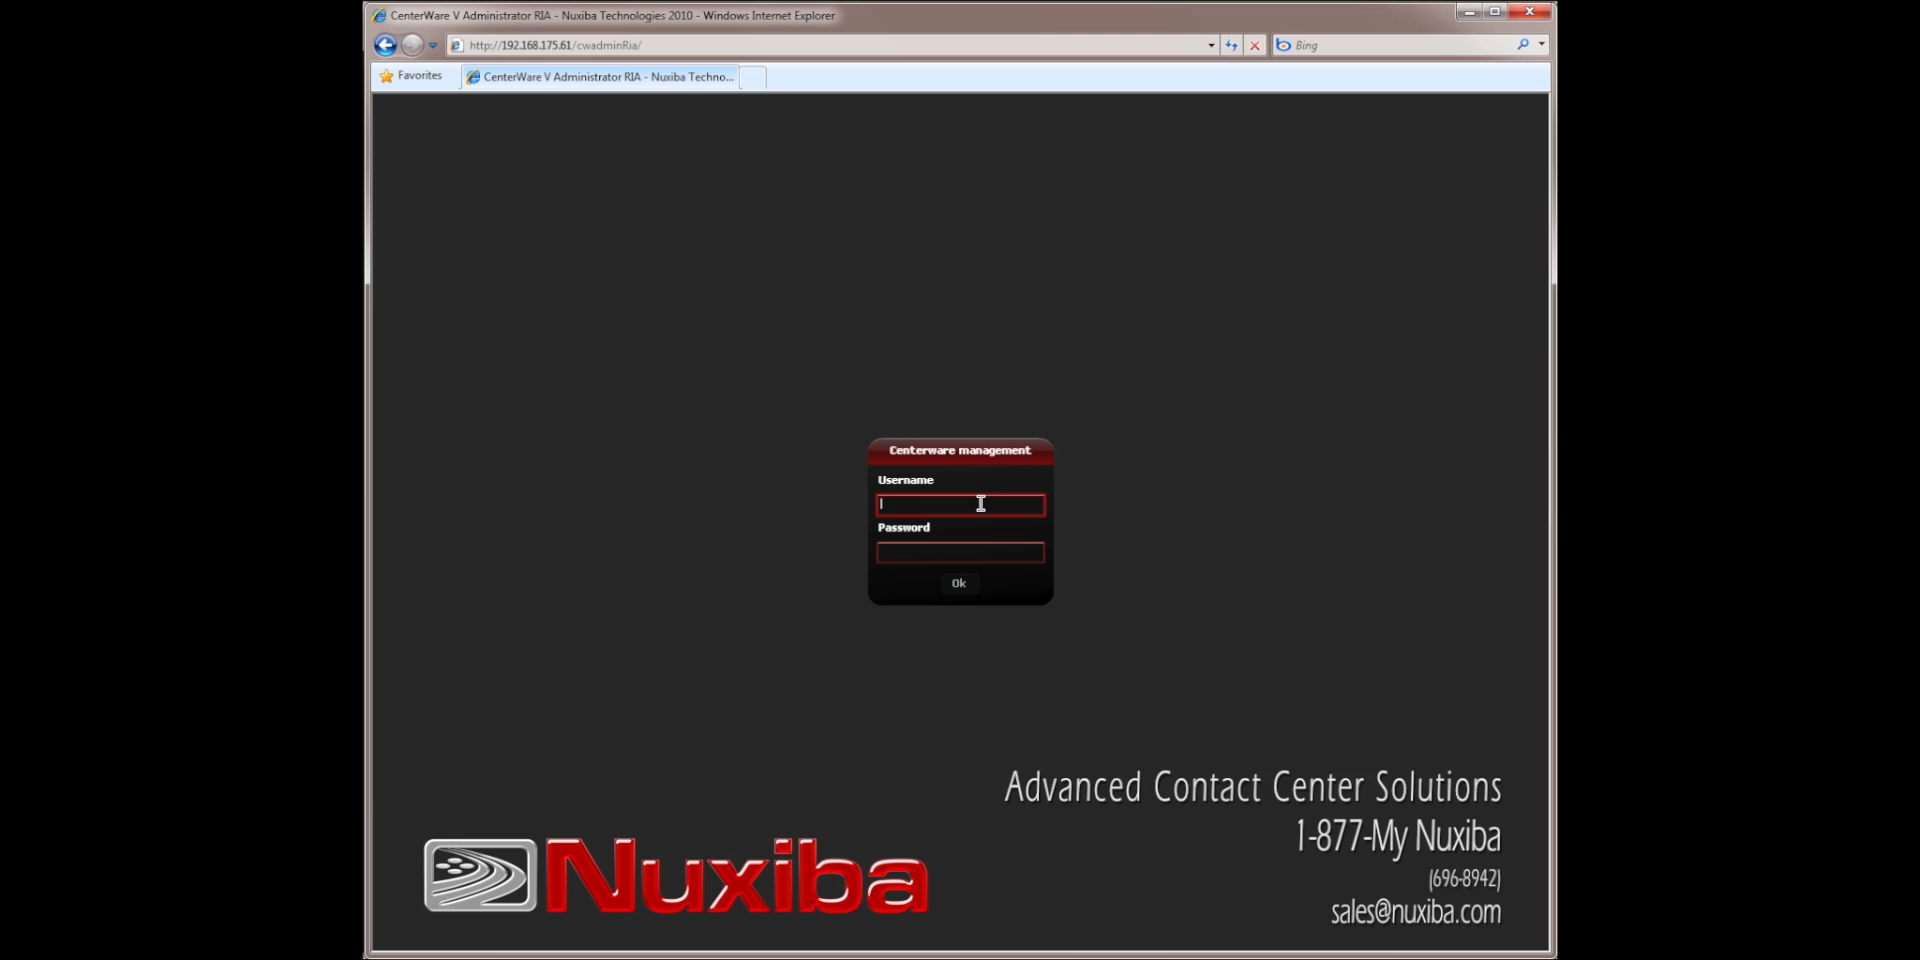 CenterWare V Administrator RIA - Nuxiba Technologies 2010 - Windows Internet Explorer
http://192.168.175.61/cwadminRia/
Bing
Favorites
CenterWare V Administrator RIA - Nuxiba Techno...
Centerware management
Username
Password
Ok
Advanced Contact Center Solutions
1-877-My Nuxiba
(696-8942)
sales@nuxiba.com
Nuxiba